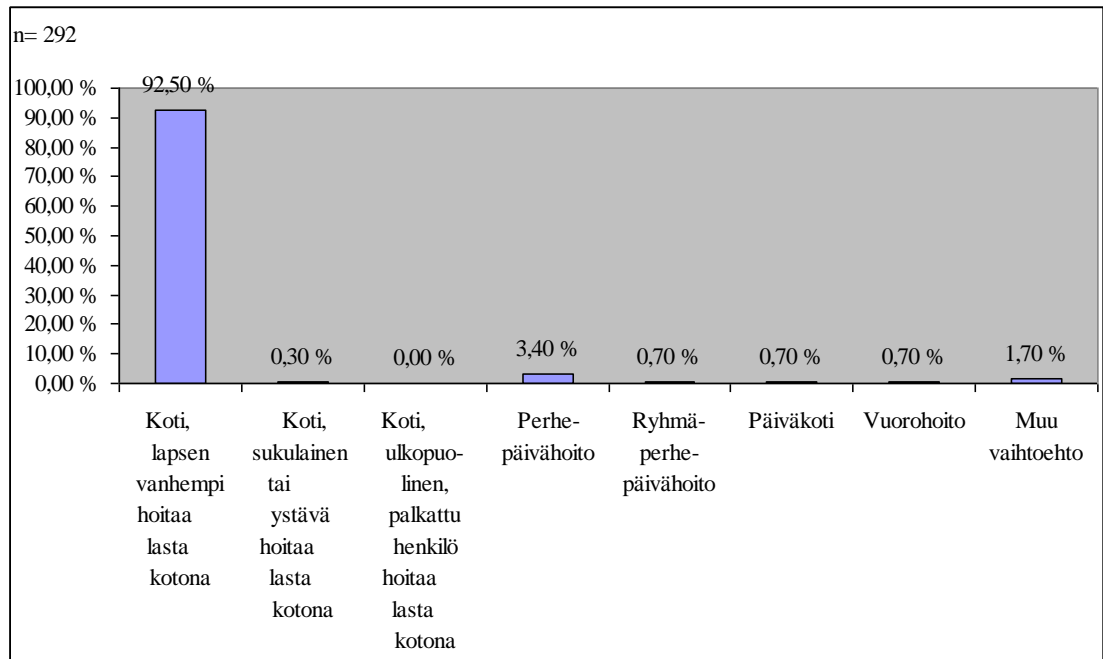 n= 292
100,00 %
90,00 %
80,00 %
70,00 %
60,00 %
50,00 %
40,00 %
30,00 %
20,00 %
10,00 %
0,00 %
92,50 %
0,30 %
0,00 %
3,40 %
0,70 %
0,70 %
0,70 %
1,70 %
Koti,
lapsen
vanhempi
hoitaa
lasta
kotona
Koti,
sukulainen
tai
ystävä
hoitaa
lasta
kotona
Koti,
ulkopuo-
linen,
palkattu
henkilö
hoitaa
lasta
kotona
Perhe-
päivähoito
Ryhmä-
perhe-
päivähoito
Päiväkoti
Vuorohoito
Muu
vaihtoehto